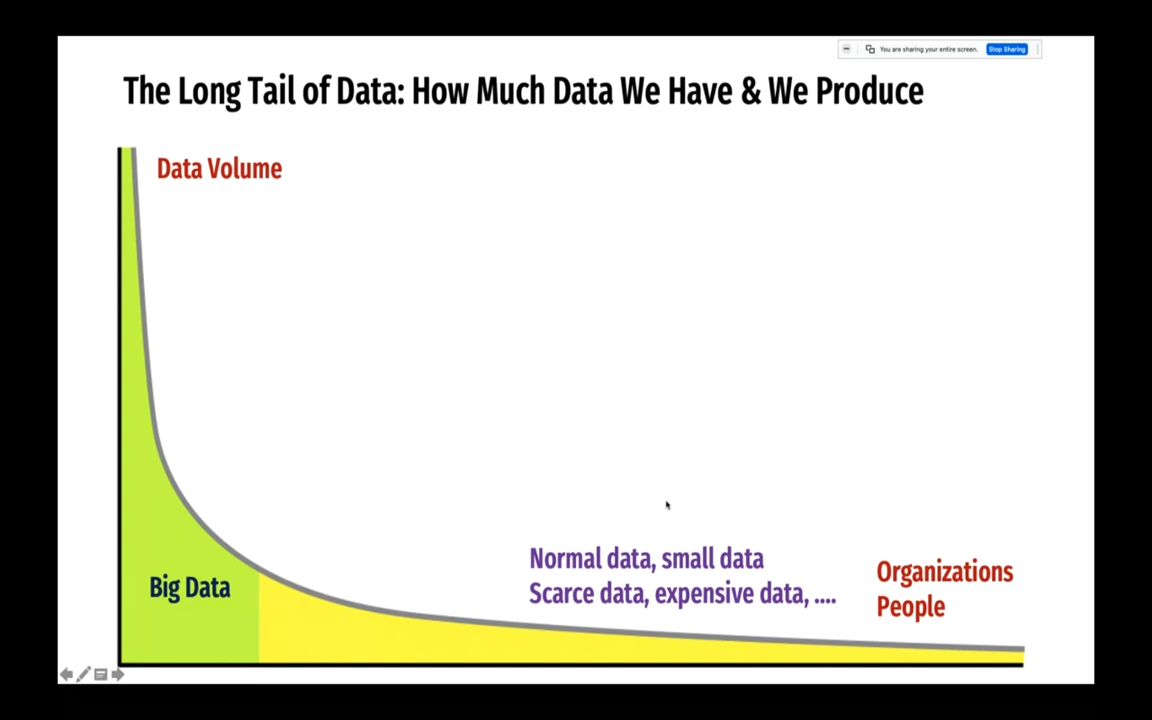 You are sharing your entire screen. Stop Sharing
The Long Tail of Data: How Much Data We Have & We Produce
Data Volume
Normal data, small data
Scarce data, expensive data, ....
Organizations
People
Big Data